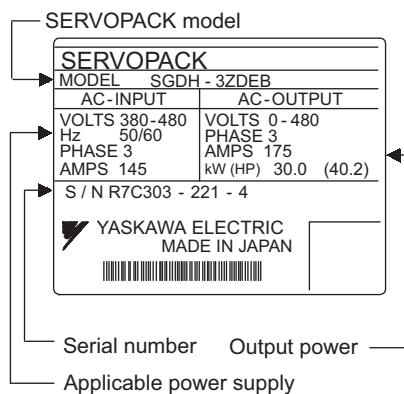 SERVOPACK model
SERVOPACK
MODEL SGDH - 3ZDEB
AC-INPUT AC-OUTPUT
VOLTS 380-480 VOLTS 0-480
Hz 50/60 PHASE 3
PHASE 3 AMPS 175
AMPS 145 kW (HP) 30.0 (40.2)
S / N R7C303 - 221 - 4
YASKAWA ELECTRIC
MADE IN JAPAN
Serial number Output power
Applicable power supply